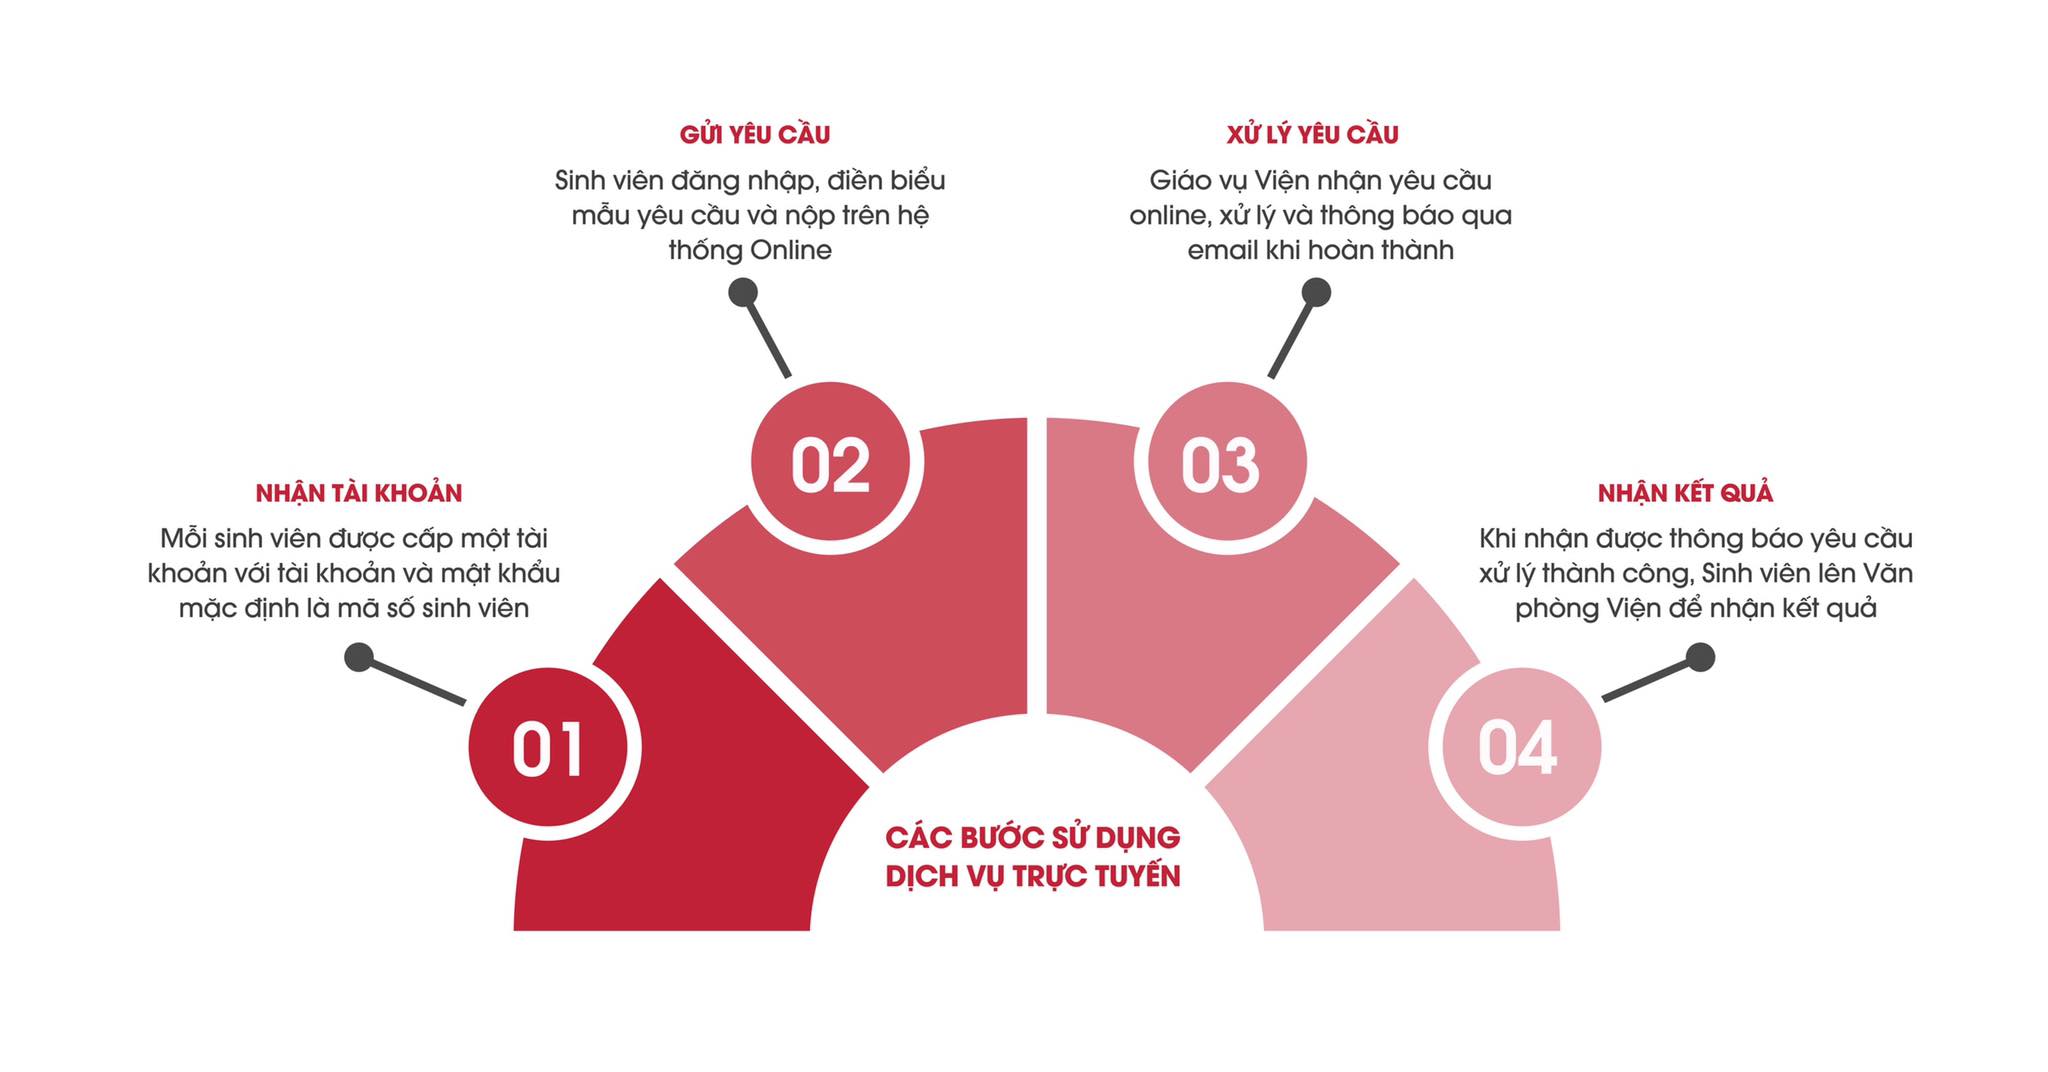 NHẬN TÀI KHOẢN
Mỗi sinh viên được cấp một tài
khoản với tài khoản và mật khẩu
mặc định là mã số sinh viên
01
GỬI YÊU CẦU
Sinh viên đăng nhập, điền biểu
mẫu yêu cầu và nộp trên hệ
thống Online
02
XỬ LÝ YÊU CẦU
Giáo vụ Viện nhận yêu cầu
online, xử lý và thông báo qua
email khi hoàn thành
03
NHẬN KẾT QUẢ
Khi nhận được thông báo yêu cầu
xử lý thành công, Sinh viên lên Văn
phòng Viện để nhận kết quả
04
CÁC BƯỚC SỬ DỤNG
DỊCH VỤ TRỰC TUYẾN